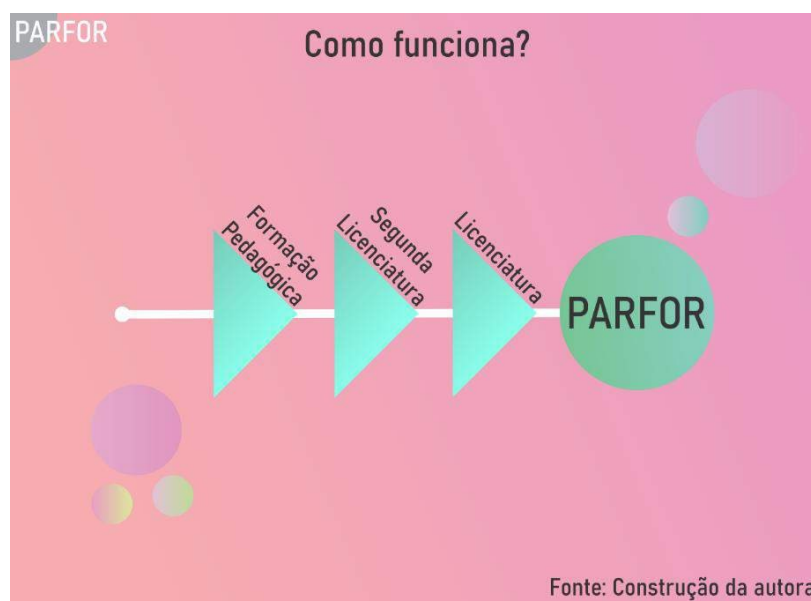 PARFOR
Como funciona?
Formação
Pedagógica
Segunda
Licenciatura
Licenciatura
PARFOR
Fonte: Construção da autora